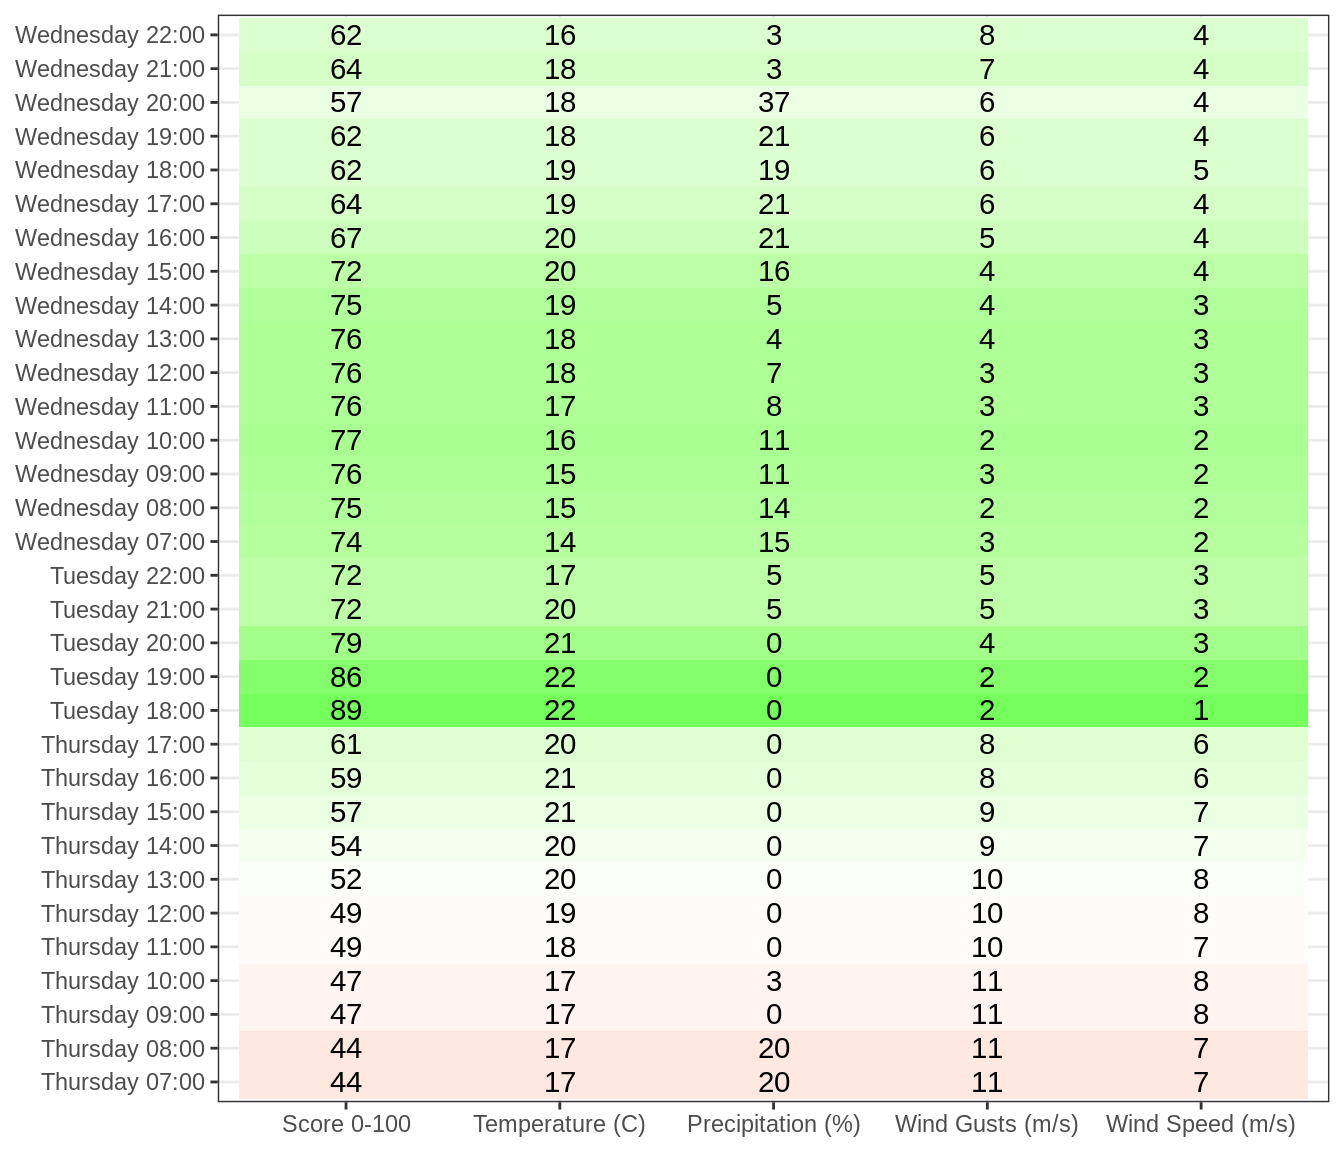 Wednesday 22:00 62 16 3 8 4
Wednesday 21:00 64 18 3 7 4
Wednesday 20:00 57 18 37 6 4
Wednesday 19:00 62 18 21 6 4
Wednesday 18:00 62 19 19 6 5
Wednesday 17:00 64 19 21 6 4
Wednesday 16:00 67 20 21 5 4
Wednesday 15:00 72 20 16 4 4
Wednesday 14:00 75 19 5 4 3
Wednesday 13:00 76 18 4 4 3
Wednesday 12:00 76 18 7 3 3
Wednesday 11:00 76 17 8 3 3
Wednesday 10:00 77 16 11 2 2
Wednesday 09:00 76 15 11 3 2
Wednesday 08:00 75 15 14 2 2
Wednesday 07:00 74 14 15 3 2
Tuesday 22:00 72 17 5 5 3
Tuesday 21:00 72 20 5 5 3
Tuesday 20:00 79 21 0 4 3
Tuesday 19:00 86 22 0 2 2
Tuesday 18:00 89 22 0 2 1
Thursday 17:00 61 20 0 8 6
Thursday 16:00 59 21 0 8 6
Thursday 15:00 57 21 0 9 7
Thursday 14:00 54 20 0 9 7
Thursday 13:00 52 20 0 10 8
Thursday 12:00 49 19 0 10 8
Thursday 11:00 49 18 0 10 7
Thursday 10:00 47 17 3 11 8
Thursday 09:00 47 17 0 11 8
Thursday 08:00 44 17 20 11 7
Thursday 07:00 44 17 20 11 7
Score 0-100 Temperature (C) Precipitation (%) Wind Gusts (m/s) Wind Speed (m/s)